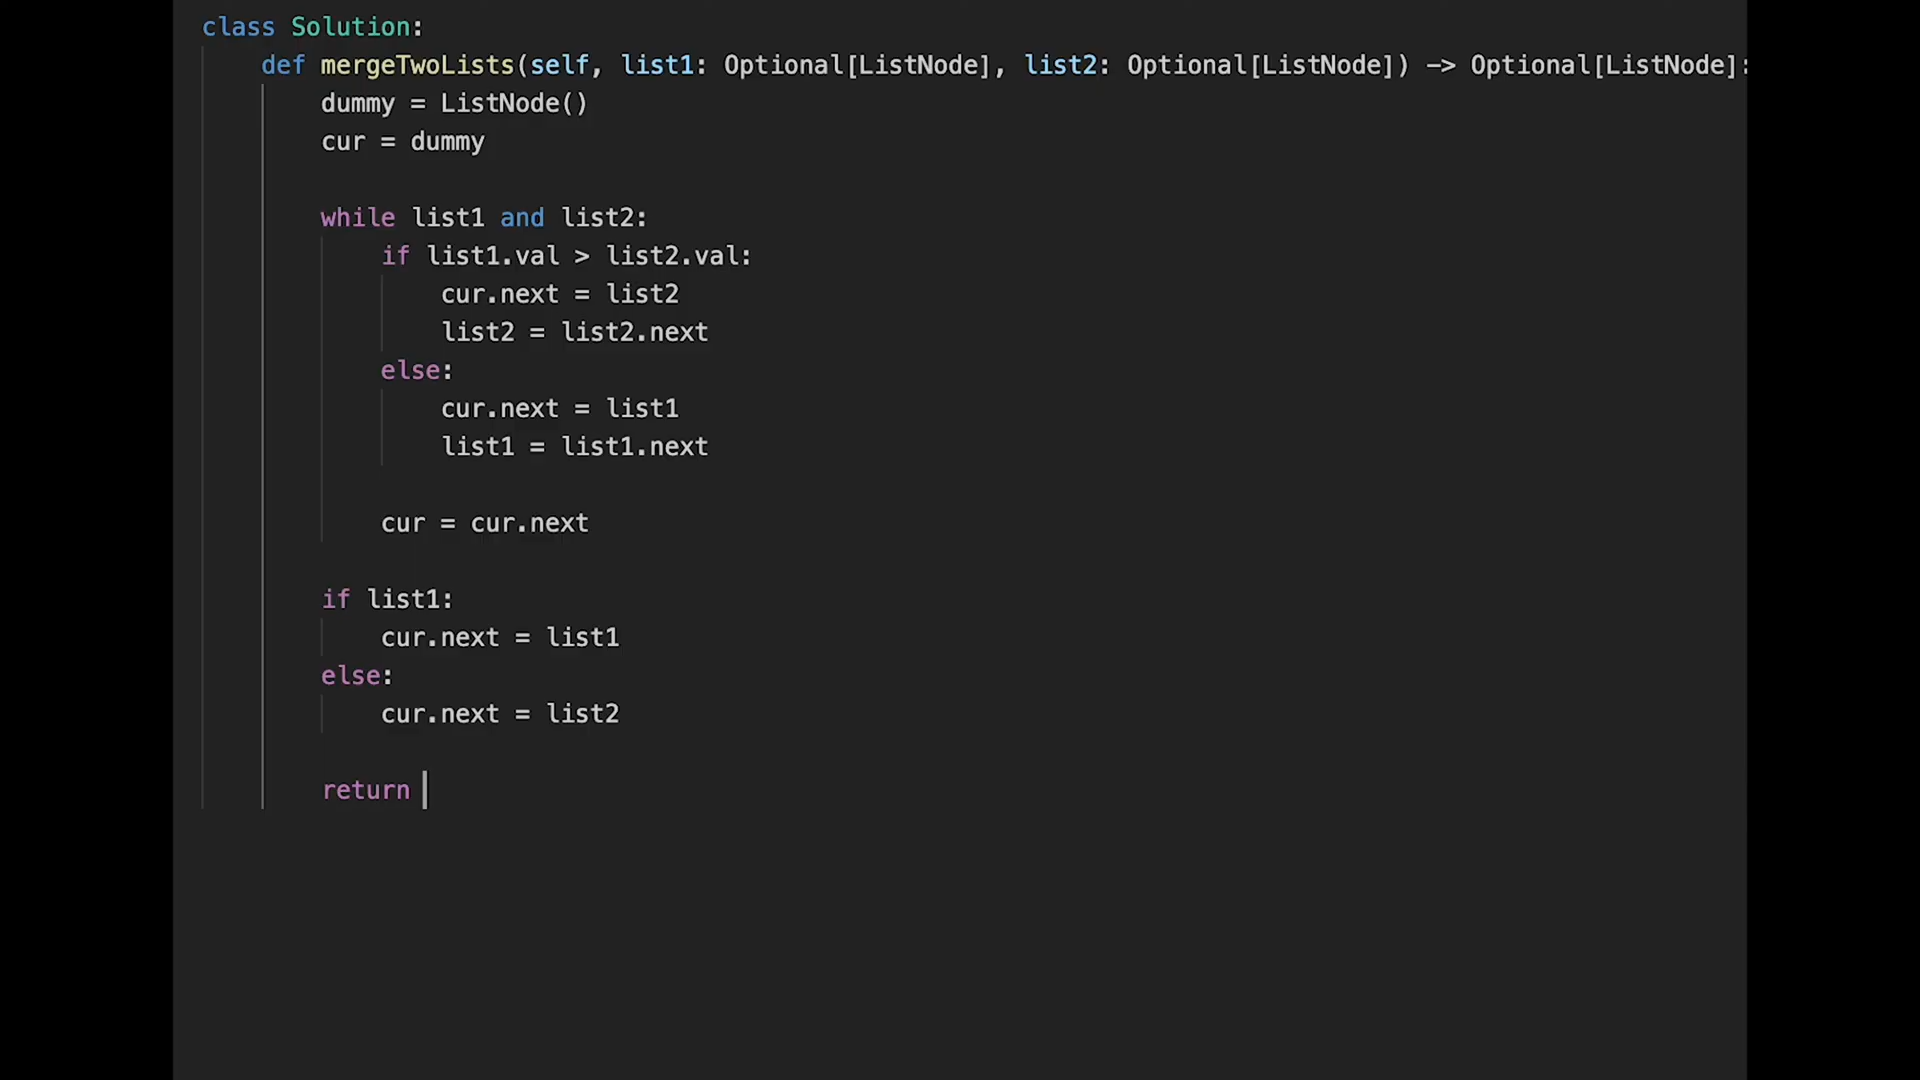 class Solution:
    def mergeTwoLists(self, list1: Optional[ListNode], list2: Optional[ListNode]) -> Optional[ListNode]:
        dummy = ListNode()
        cur = dummy

        while list1 and list2:
            if list1.val > list2.val:
                cur.next = list2
                list2 = list2.next
            else:
                cur.next = list1
                list1 = list1.next

            cur = cur.next

        if list1:
            cur.next = list1
        else:
            cur.next = list2

        return